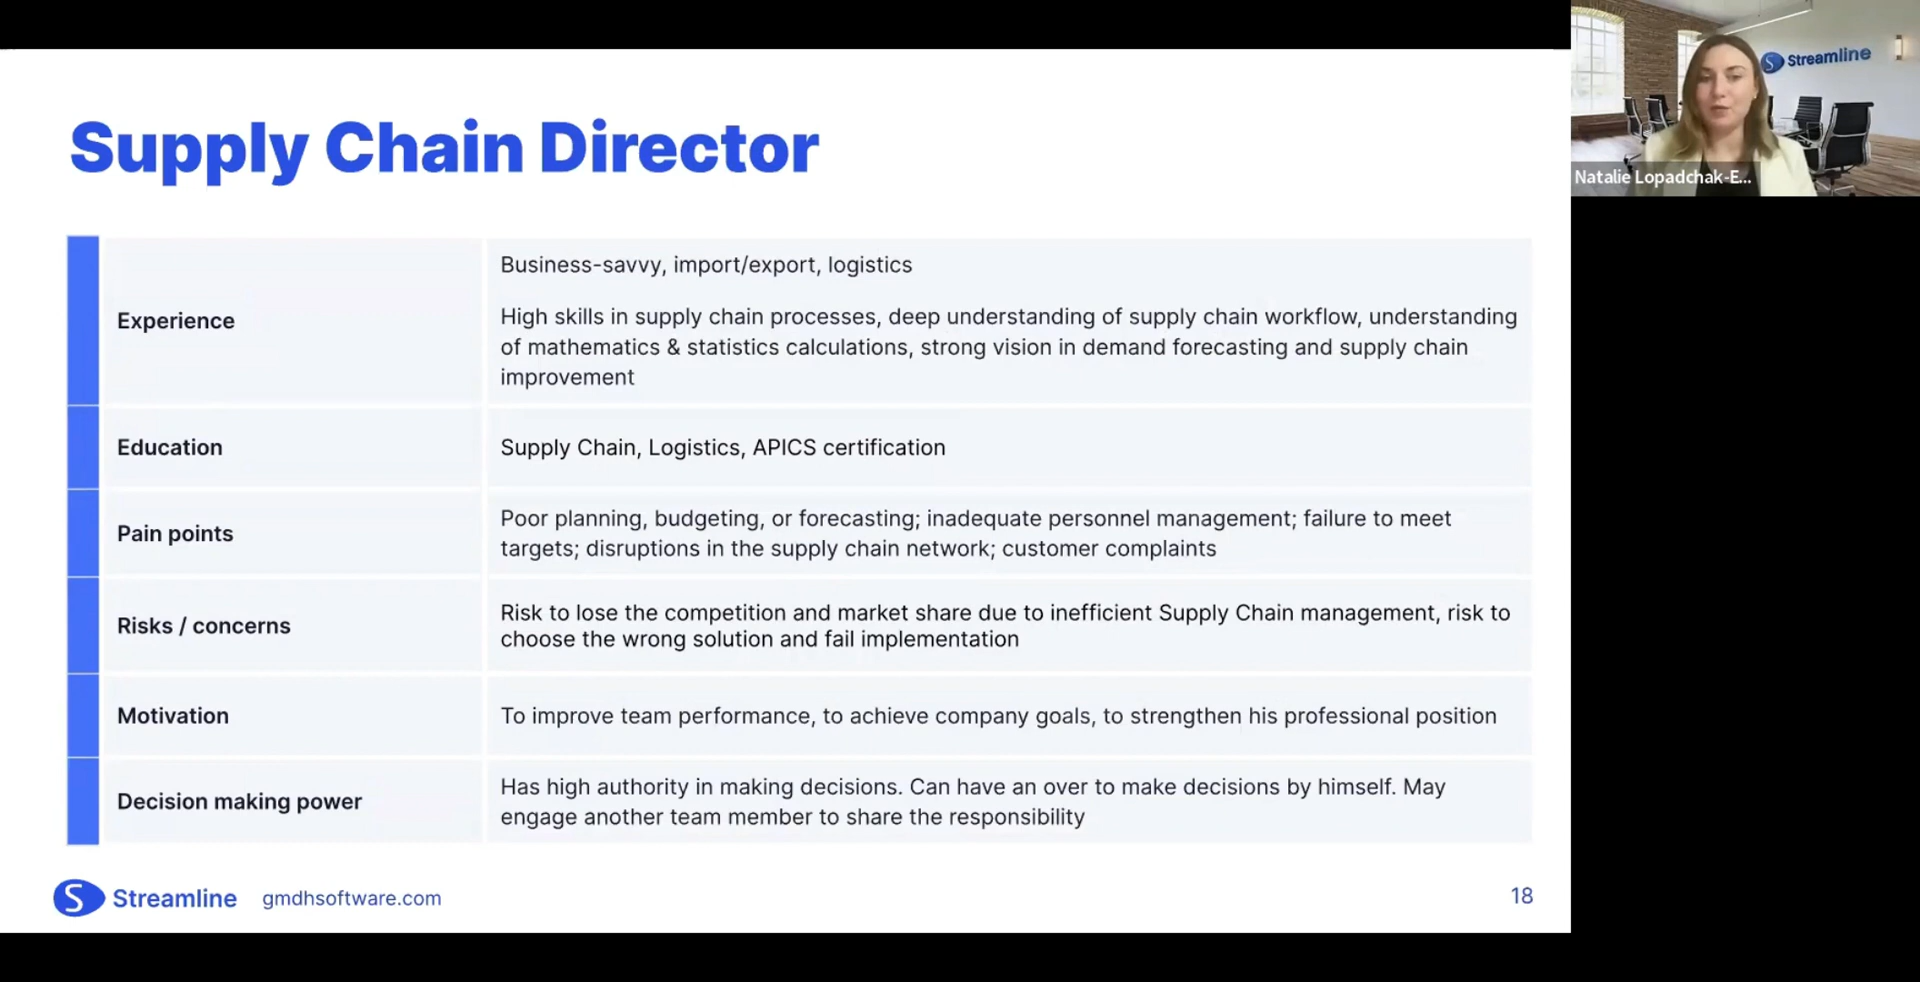 Supply Chain Director
Experience
Business-savvy, import/export, logistics
High skills in supply chain processes, deep understanding of supply chain workflow, understanding
of mathematics & statistics calculations, strong vision in demand forecasting and supply chain
improvement
Education
Supply Chain, Logistics, APICS certification
Pain points
Poor planning, budgeting, or forecasting; inadequate personnel management; failure to meet
targets; disruptions in the supply chain network; customer complaints
Risks / concerns
Risk to lose the competition and market share due to inefficient Supply Chain management, risk to
choose the wrong solution and fail implementation
Motivation
To improve team performance, to achieve company goals, to strengthen his professional position
Decision making power
Has high authority in making decisions. Can have an over to make decisions by himself. May
engage another team member to share the responsibility
S Streamline gmdhsoftware.com
18
S Streamline
Natalie Lopadchak-E...